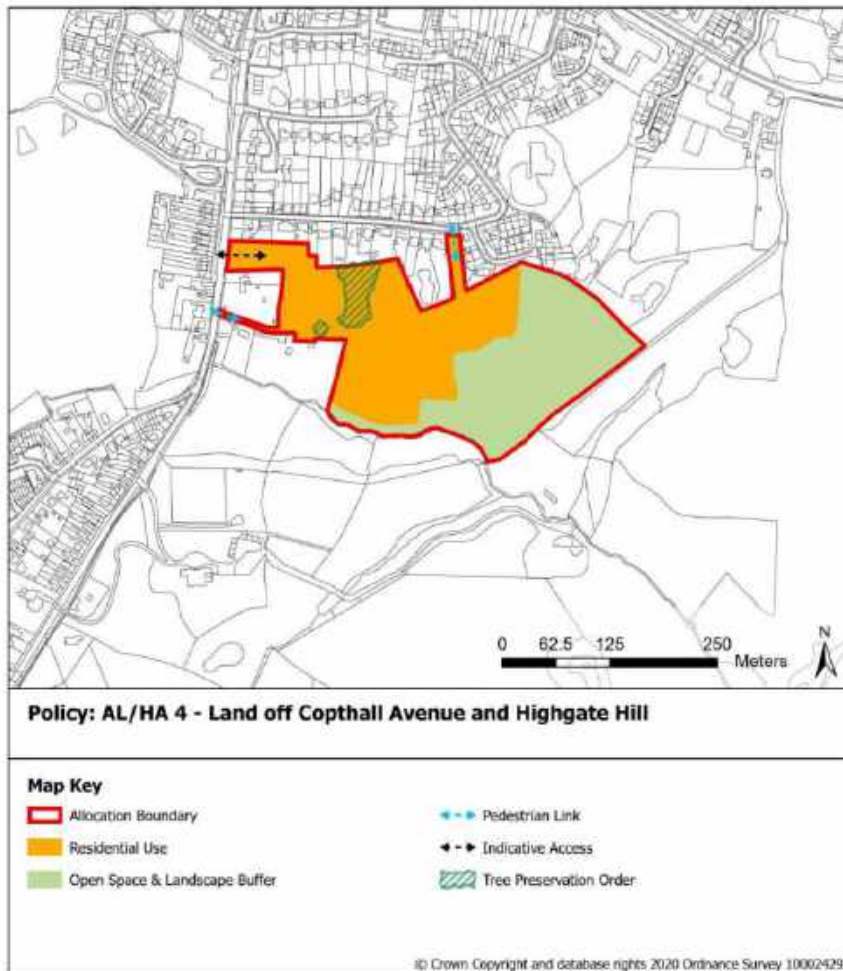 0 62.5 125 250
Meters
N
Policy: AL/HA 4 - Land off Copthall Avenue and Highgate Hill
Map Key
Allocation Boundary
Pedestrian Link
Residential Use
Indicative Access
Open Space & Landscape Buffer
Tree Preservation Order
© Crown Copyright and database rights 2020 Ordnance Survey 10002429